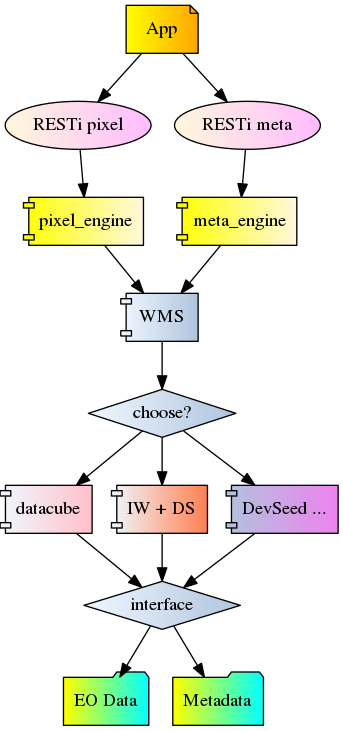 App
RESTi pixel
RESTi meta
pixel_engine
meta_engine
WMS
choose?
datacube
IW + DS
DevSeed ...
interface
EO Data
Metadata